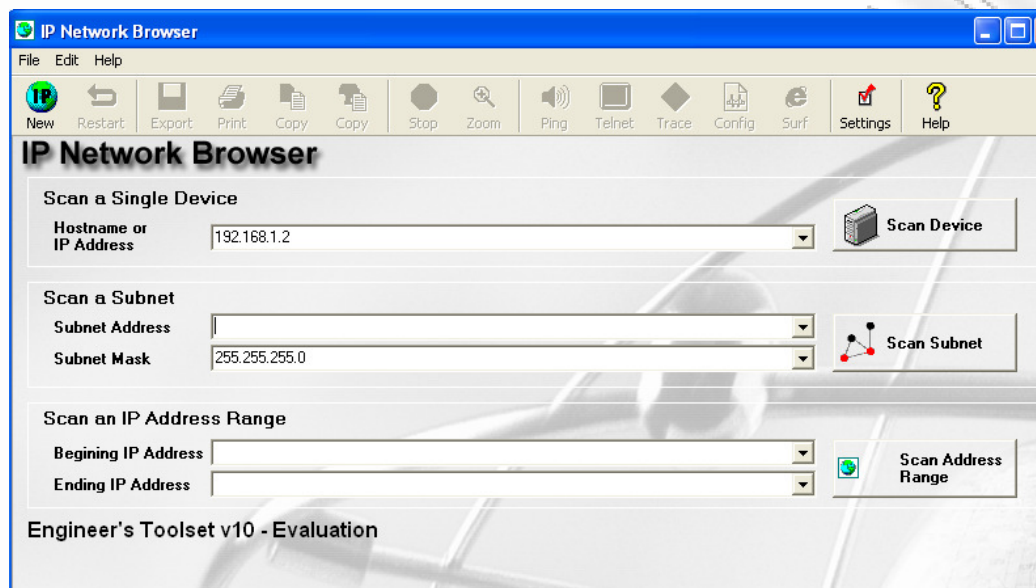 IP Network Browser
File Edit Help
IP
New Restart Export Print Copy Copy Stop Zoom Ping Telnet Trace Config Surf Settings Help
IP Network Browser
Scan a Single Device
Hostname or
IP Address
192.168.1.2
Scan Device
Scan a Subnet
Subnet Address
Subnet Mask
255.255.255.0
Scan Subnet
Scan an IP Address Range
Begining IP Address
Ending IP Address
Scan Address
Range
Engineer's Toolset v10 - Evaluation